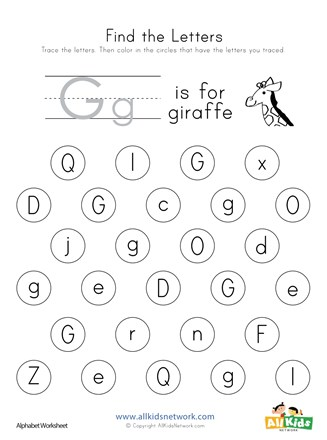 Find the Letters
Trace the letters. Then color in the circles that have the letters you traced
Gg is for
giraffe
Q l G x
D G c g O
j g O d
g e D G e
G r n F
Z e Q g l
www.allkidsnetwork.com
Alphabet Worksheet
© Copyright AllKidsNetwork.com
All Kids
NETWORK